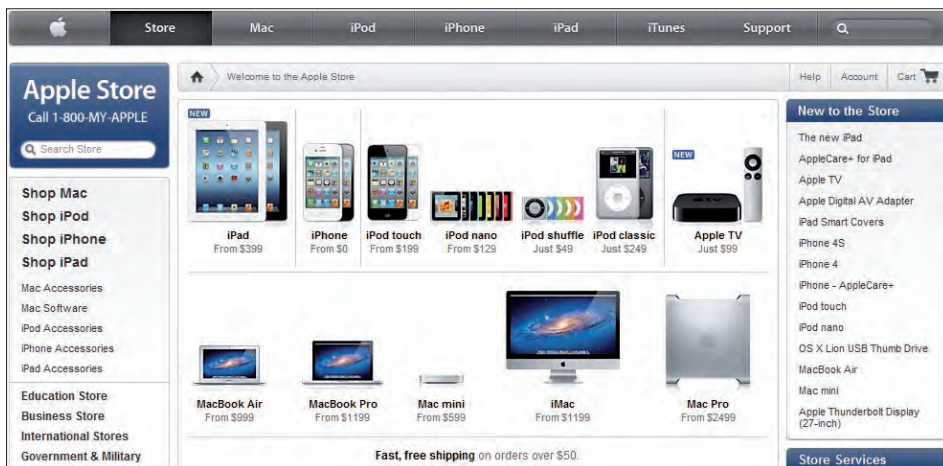 Store Mac iPod iPhone iPad iTunes Support
Apple Store
Call 1-800-MY-APPLE
Search Store
Welcome to the Apple Store
Help Account Cart
Shop Mac
Shop iPod
Shop iPhone
Shop iPad
Mac Accessories
Mac Software
iPod Accessories
iPhone Accessories
iPad Accessories
Education Store
Business Store
International Stores
Government & Military
NEW
iPad
From $399
iPhone
From $0
iPod touch
From $199
iPod nano
From $129
iPod shuffle
Just $49
iPod classic
Just $249
NEW
Apple TV
Just $99
MacBook Air
From $999
MacBook Pro
From $1199
Mac mini
From $599
iMac
From $1199
Mac Pro
From $2499
Fast, free shipping on orders over $50.
New to the Store
The new iPad
AppleCare+ for iPad
Apple TV
Apple Digital AV Adapter
iPad Smart Covers
iPhone 4S
iPhone 4
iPhone - AppleCare+
iPod touch
iPod nano
OS X Lion USB Thumb Drive
MacBook Air
Mac mini
Apple Thunderbolt Display
(27-inch)
Store Services